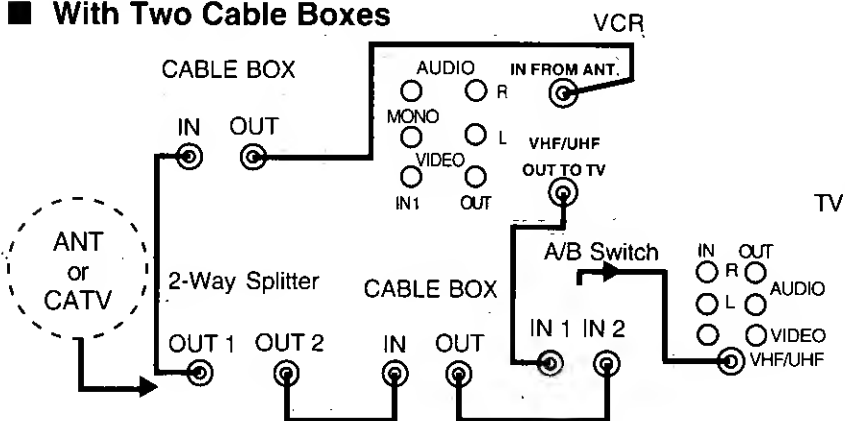 ■ With Two Cable Boxes
VCR
CABLE BOX
AUDIO
IN FROM ANT.
R
MONO
IN OUT
L
VHF/UHF
VIDEO
OUT TO TV
IN1 OUT
TV
ANT
or
CATV
A/B Switch
IN OUT
R
AUDIO
2-Way Splitter
CABLE BOX
L
IN 1 IN 2
VIDEO
OUT 1 OUT 2
IN OUT
VHF/UHF